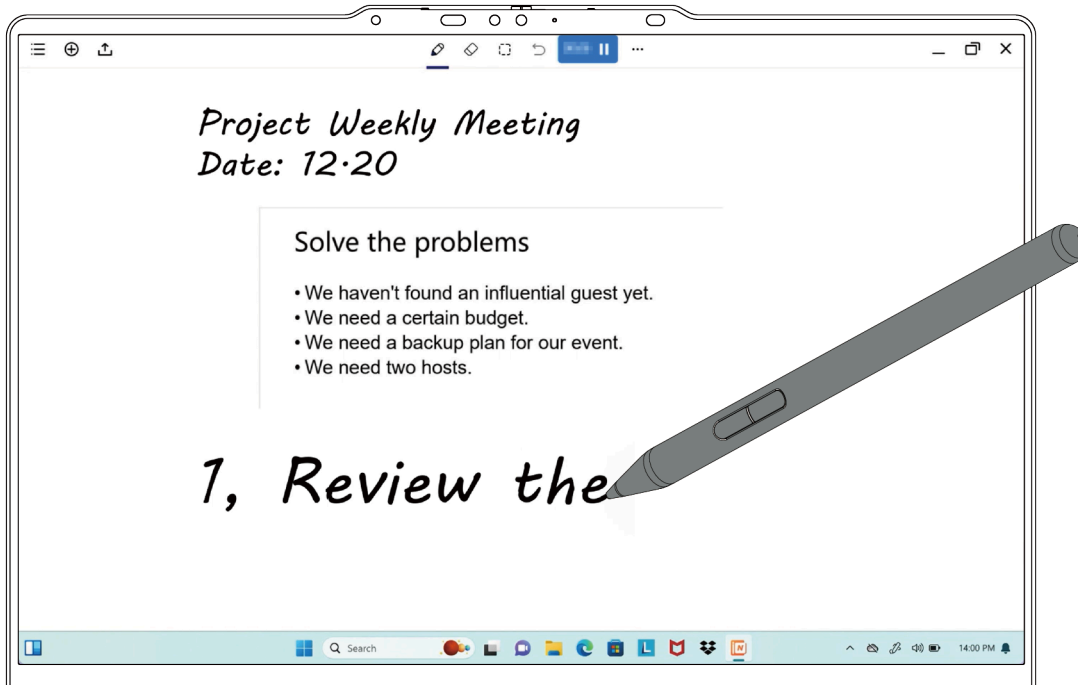 Project Weekly Meeting
Date: 12·20
Solve the problems
• We haven't found an influential guest yet.
• We need a certain budget.
• We need a backup plan for our event.
• We need two hosts.
1, Review the
Search
L
N
14:00 PM